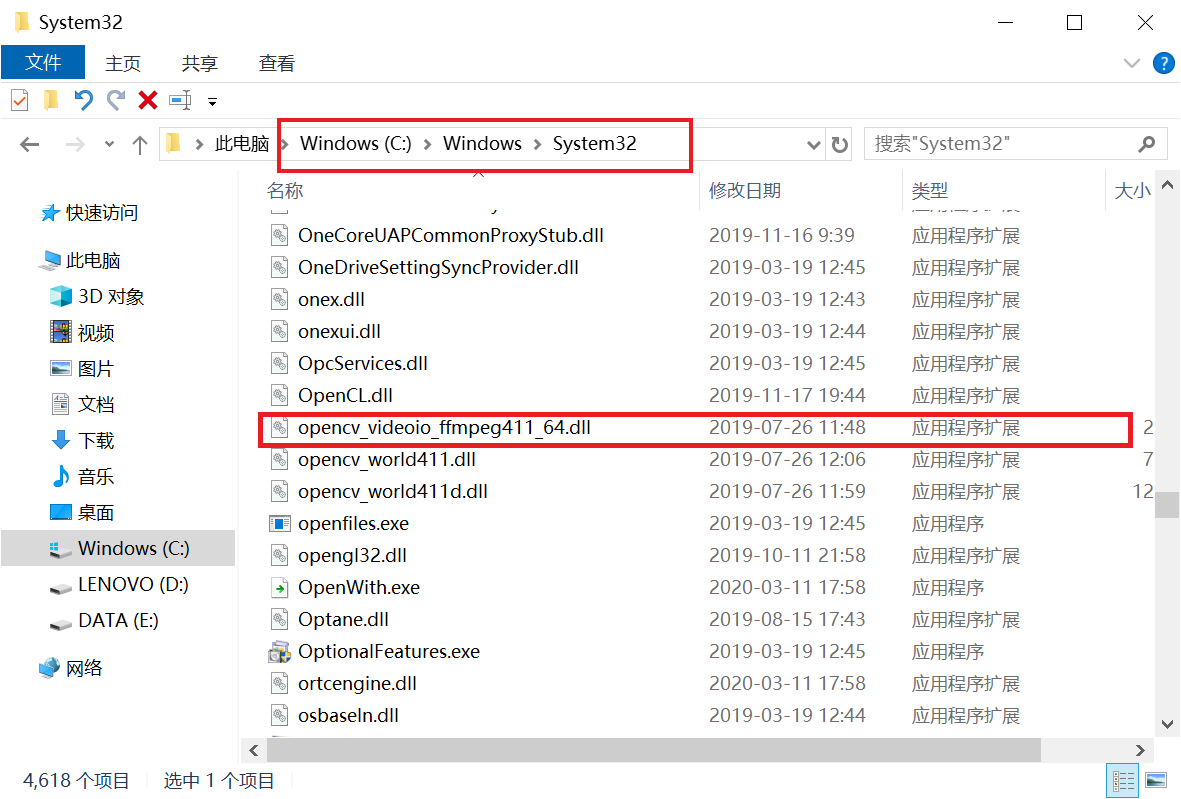 System32
文件 主页 共享 查看
此电脑 Windows (C:) Windows System32 搜索"System32"
名称 修改日期 类型 大小
快速访问
此电脑
3D 对象
视频
图片
文档
下载
音乐
桌面
Windows (C:)
LENOVO (D:)
DATA (E:)
网络
OneCoreUAPCommonProxyStub.dll 2019-11-16 9:39 应用程序扩展
OneDriveSettingSyncProvider.dll 2019-03-19 12:45 应用程序扩展
onex.dll 2019-03-19 12:43 应用程序扩展
onexui.dll 2019-03-19 12:44 应用程序扩展
OpcServices.dll 2019-03-19 12:45 应用程序扩展
OpenCL.dll 2019-11-17 19:44 应用程序扩展
opencv_videoio_ffmpeg411_64.dll 2019-07-26 11:48 应用程序扩展 2
opencv_world411.dll 2019-07-26 12:06 应用程序扩展 7
opencv_world411d.dll 2019-07-26 11:59 应用程序扩展 12
openfiles.exe 2019-03-19 12:45 应用程序
opengl32.dll 2019-10-11 21:58 应用程序扩展
OpenWith.exe 2020-03-11 17:58 应用程序
Optane.dll 2019-08-15 17:43 应用程序扩展
OptionalFeatures.exe 2019-03-19 12:45 应用程序
ortcengine.dll 2020-03-11 17:58 应用程序扩展
osbaseln.dll 2019-03-19 12:44 应用程序扩展
4,618 个项目 选中 1 个项目